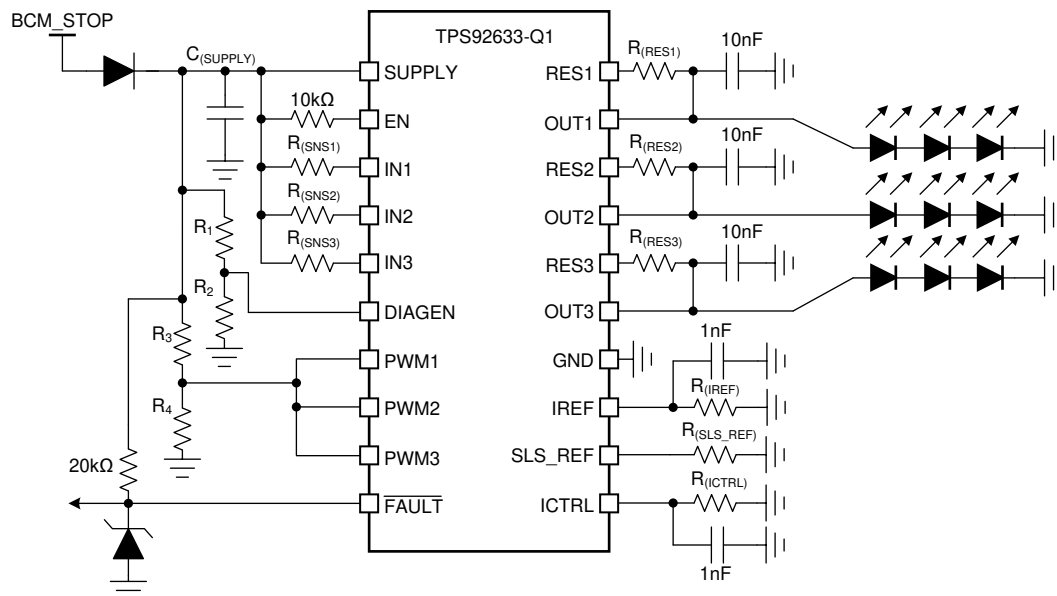 BCM_STOP
C(SUPPLY)
TPS92633-Q1
SUPPLY
10kΩ
EN
R(SNS1)
IN1
R(SNS2)
IN2
R(SNS3)
IN3
R1
R2
DIAGEN
R3
PWM1
R4
PWM2
PWM3
20kΩ
FAULT
R(RES1)
10nF
RES1
OUT1
R(RES2)
10nF
RES2
OUT2
R(RES3)
10nF
RES3
OUT3
1nF
GND
R(IREF)
IREF
R(SLS_REF)
SLS_REF
R(ICTRL)
ICTRL
1nF